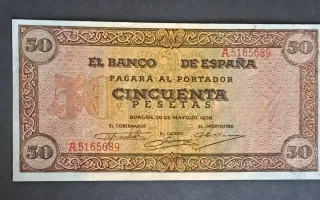 50
50
A5165689
EL BANCO DE ESPAÑA
PAGARÁ AL PORTADOR
CINCUENTA
PESETAS
BURGOS, 20 DE MAYO DE 1938
EL GOBERNADOR EL CAJERO EL INTERVENTOR
A5165689
50
50